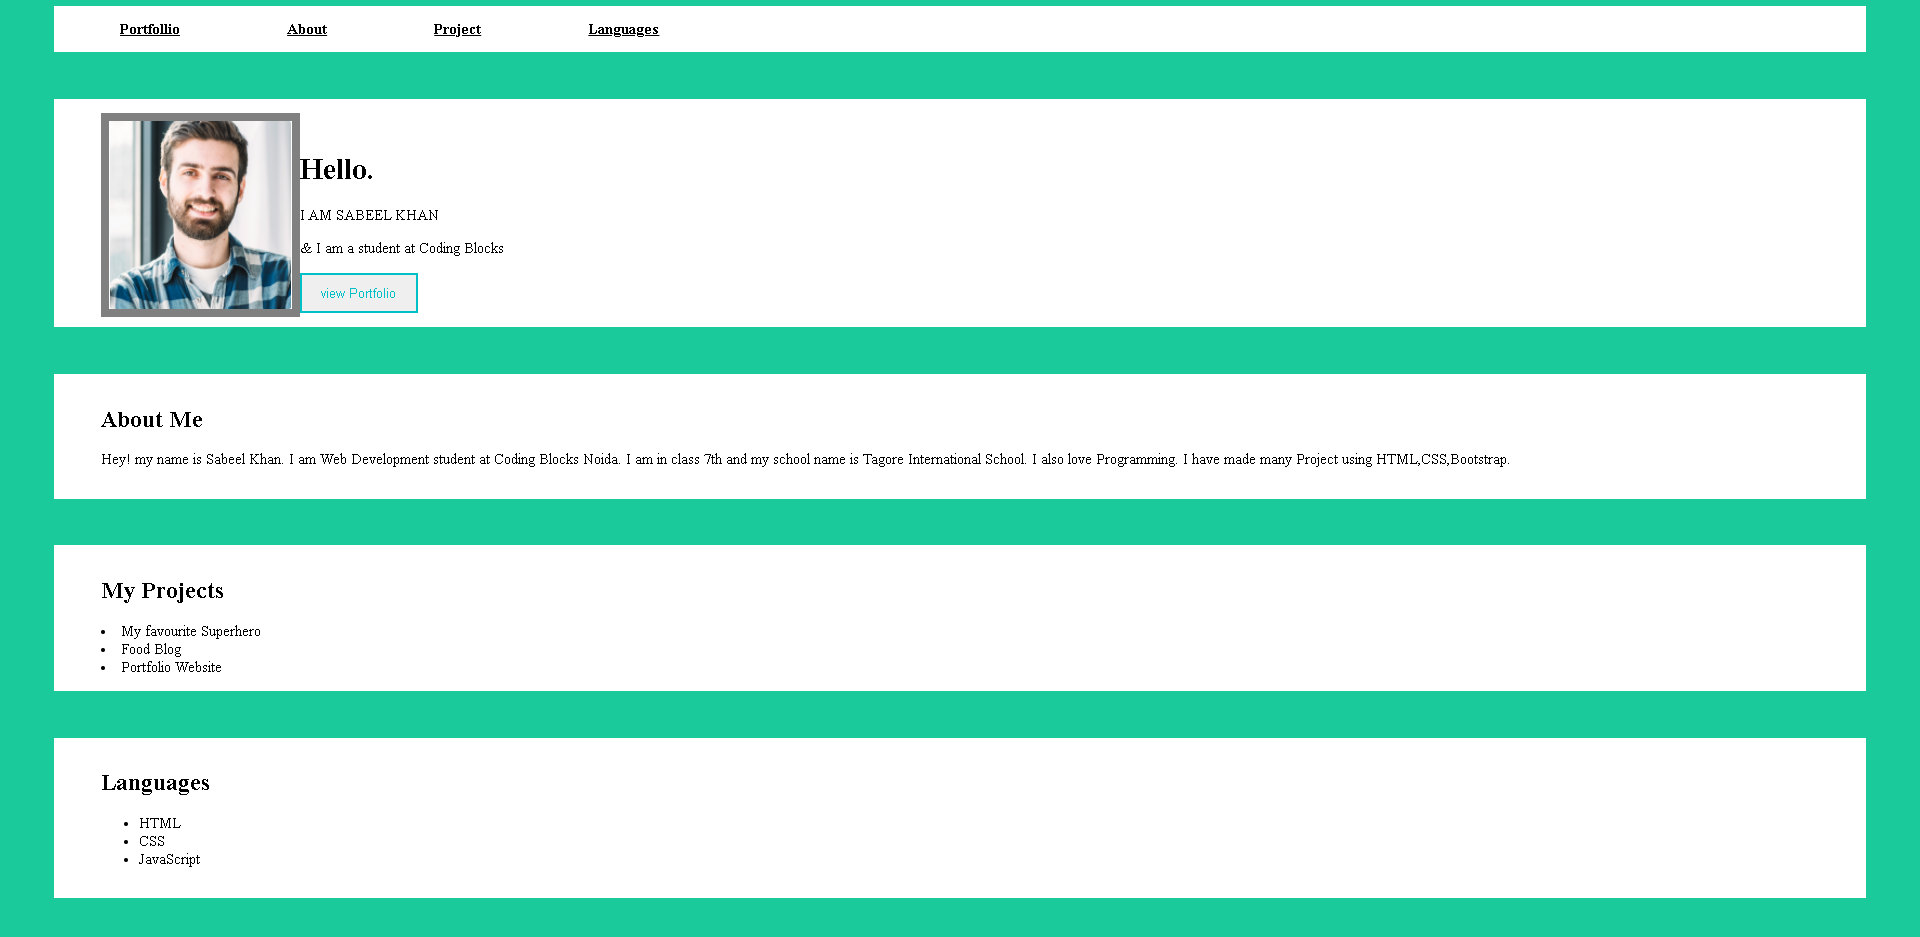 Portfollio About Project Languages
Hello.
I AM SABEEL KHAN
& I am a student at Coding Blocks
view Portfolio
About Me
Hey! my name is Sabeel Khan. I am Web Development student at Coding Blocks Noida. I am in class 7th and my school name is Tagore International School. I also love Programming. I have made many Project using HTML,CSS,Bootstrap.
My Projects
• My favourite Superhero
• Food Blog
• Portfolio Website
Languages
• HTML
• CSS
• JavaScript